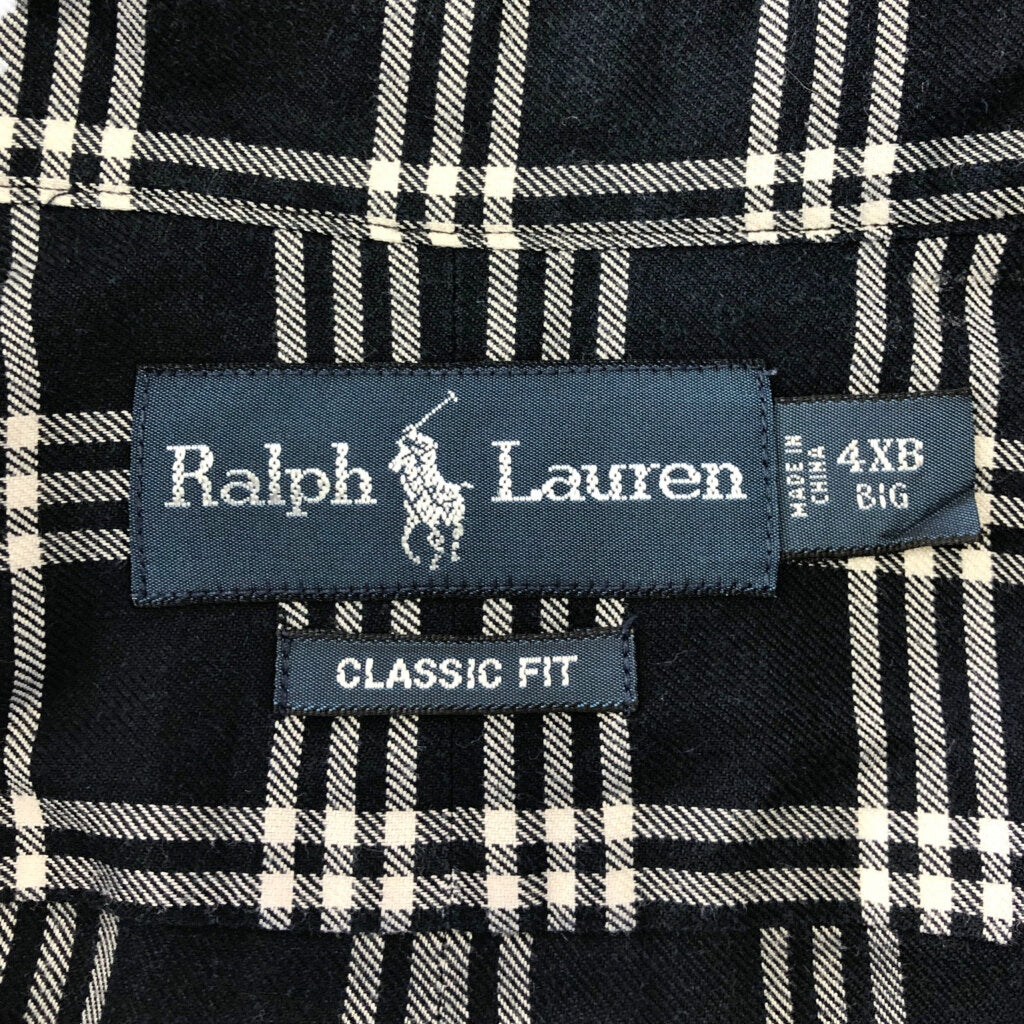 Ralph Lauren
MADE IN
CHINA
4XB
BIG
CLASSIC FIT